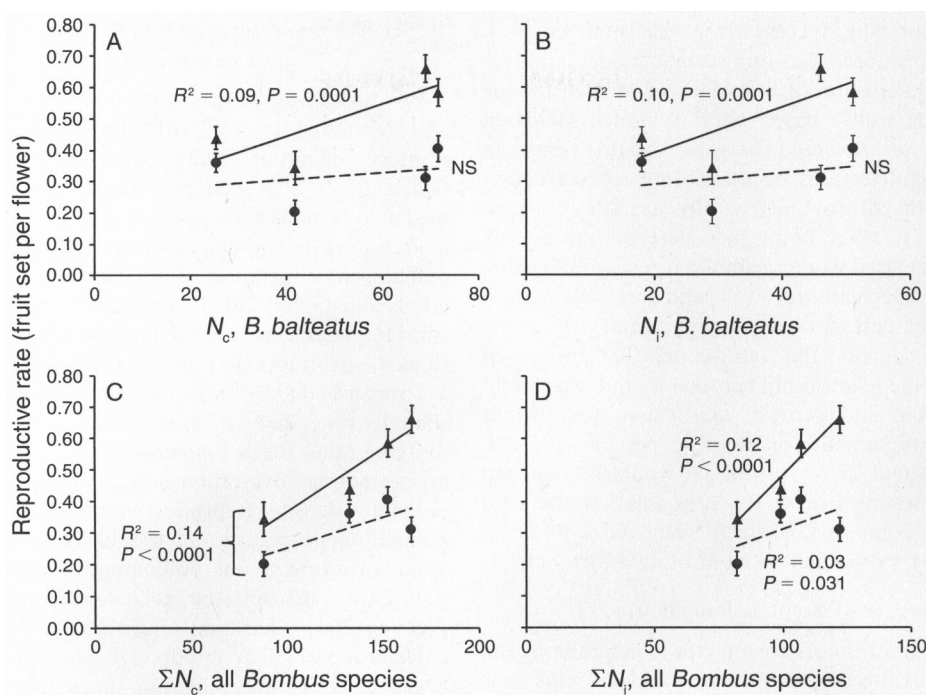 Reproductive rate (fruit set per flower)
A
0.80
0.70
0.60
0.50
0.40
0.30
0.20
0.10
0.00
R² = 0.09, P = 0.0001
NS
0 20 40 60 80
Nc, B. balteatus
B
R² = 0.10, P = 0.0001
NS
0 20 40 60
Ni, B. balteatus
C
0.80
0.70
0.60
0.50
0.40
0.30
0.20
0.10
0.00
R² = 0.14
P < 0.0001
0 50 100 150 200
ΣNc, all Bombus species
D
R² = 0.12
P < 0.0001
R² = 0.03
P = 0.031
0 50 100 150
ΣNi, all Bombus species